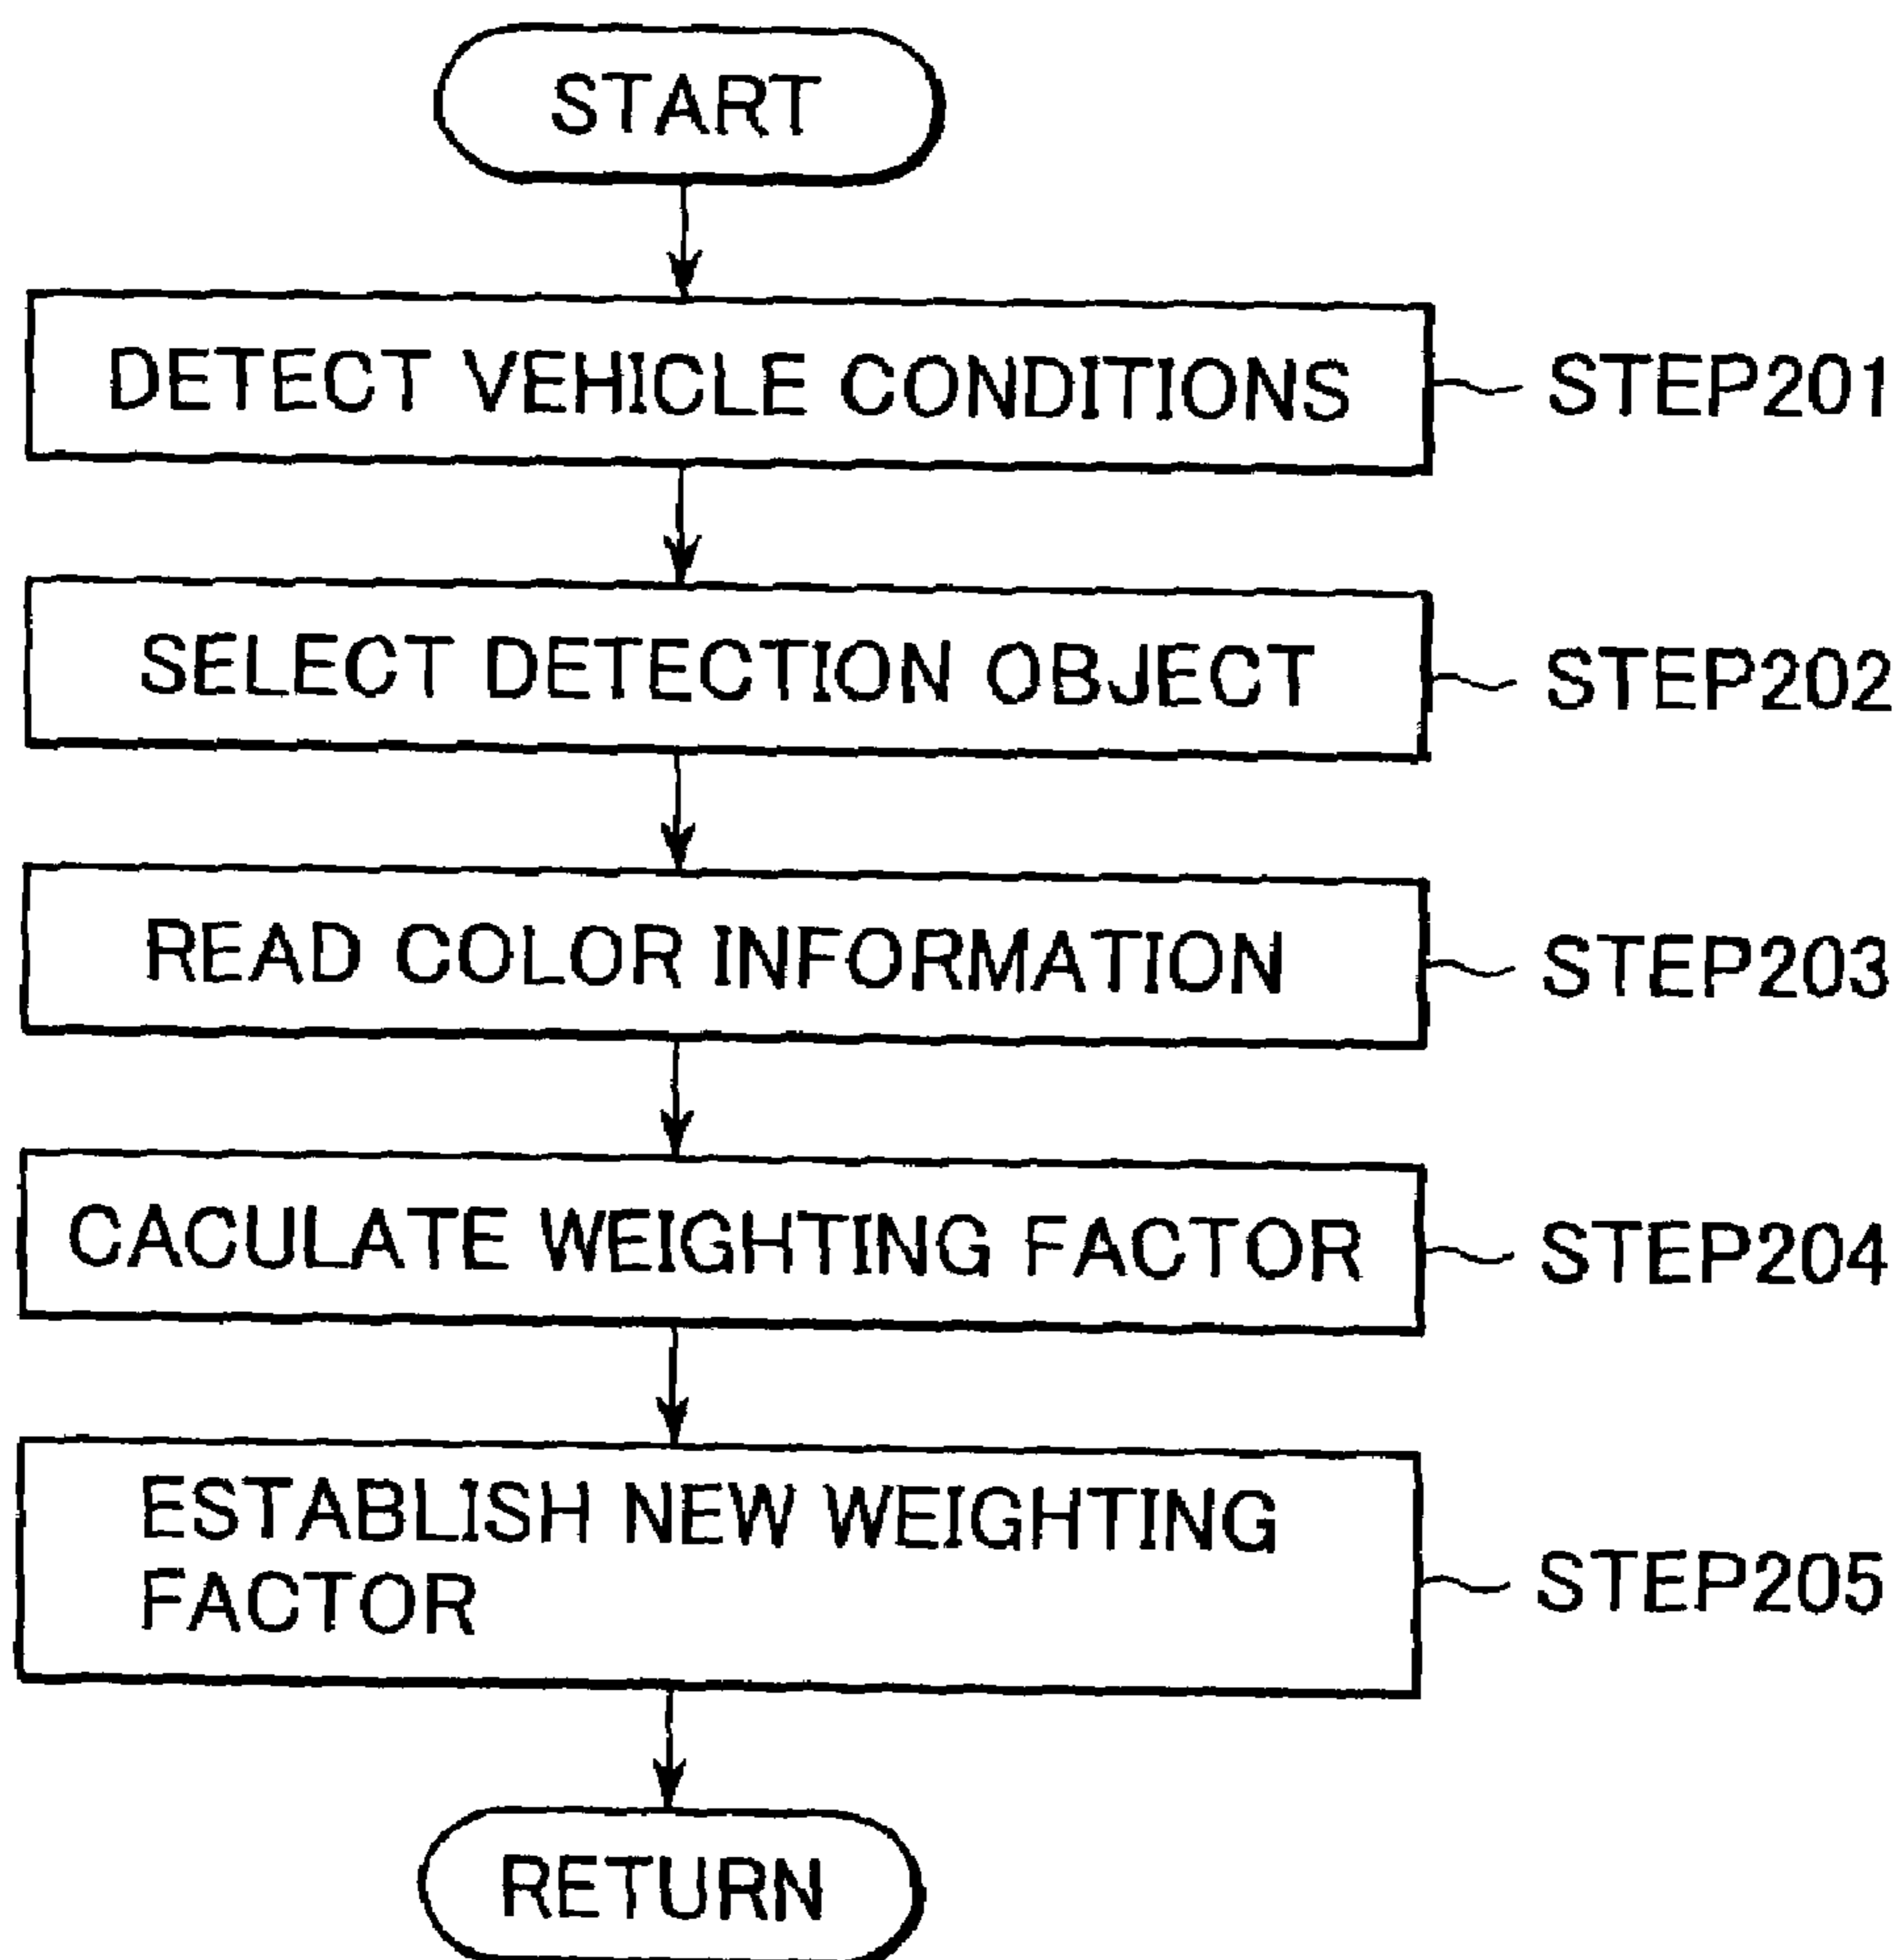 START
DETECT VEHICLE CONDITIONS
STEP201
SELECT DETECTION OBJECT
STEP202
READ COLOR INFORMATION
STEP203
CACULATE WEIGHTING FACTOR
STEP204
ESTABLISH NEW WEIGHTING
FACTOR
STEP205
RETURN